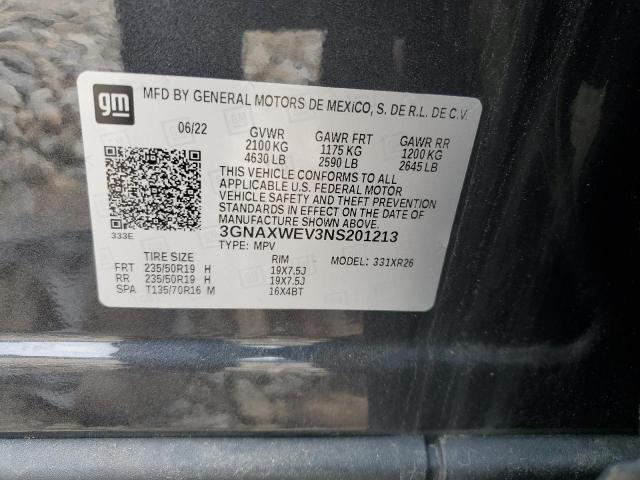 gm MFD BY GENERAL MOTORS DE MEXICO, S. DE R.L. DE C.V.
06/22 GVWR GAWR FRT GAWR RR
2100 KG 1175 KG 1200 KG
4630 LB 2590 LB 2645 LB
THIS VEHICLE CONFORMS TO ALL
APPLICABLE U.S. FEDERAL MOTOR
VEHICLE SAFETY AND THEFT PREVENTION
STANDARDS IN EFFECT ON THE DATE OF
MANUFACTURE SHOWN ABOVE.
333E 3GNAXWEV3NS201213
TYPE: MPV
TIRE SIZE RIM MODEL: 331XR26
FRT 235/50R19 H 19X7.5J
RR 235/50R19 H 19X7.5J
SPA T135/70R16 M 16X4BT